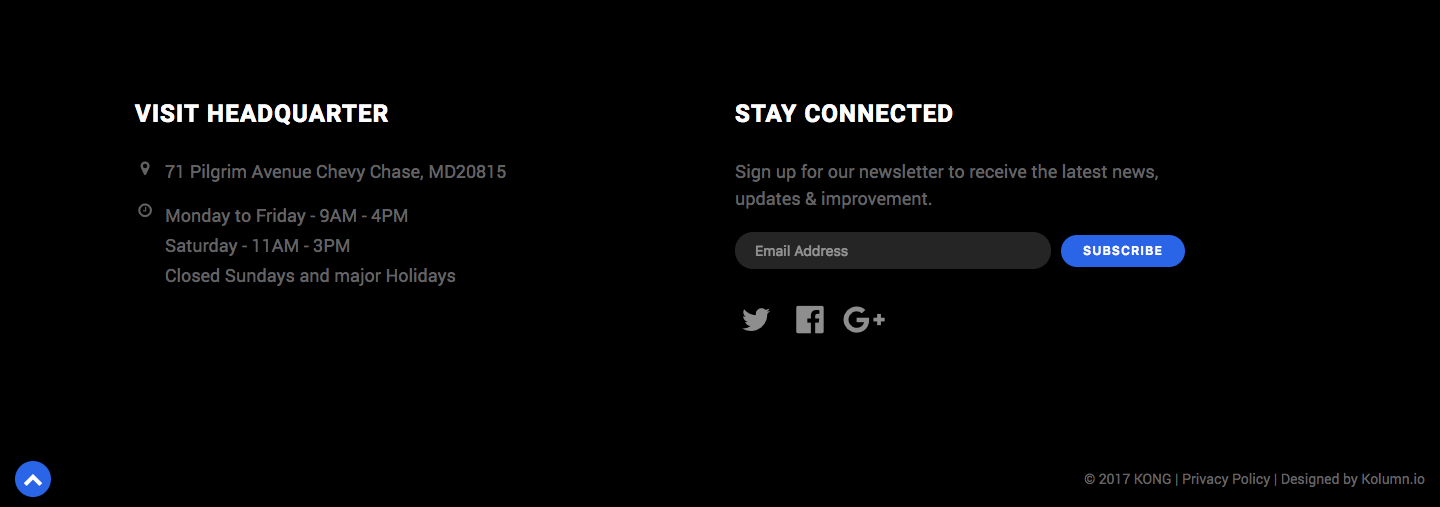 VISIT HEADQUARTER
71 Pilgrim Avenue Chevy Chase, MD20815
Monday to Friday - 9AM - 4PM
Saturday - 11AM - 3PM
Closed Sundays and major Holidays
STAY CONNECTED
Sign up for our newsletter to receive the latest news,
updates & improvement.
Email Address
SUBSCRIBE
G+
© 2017 KONG | Privacy Policy | Designed by Kolumn.io